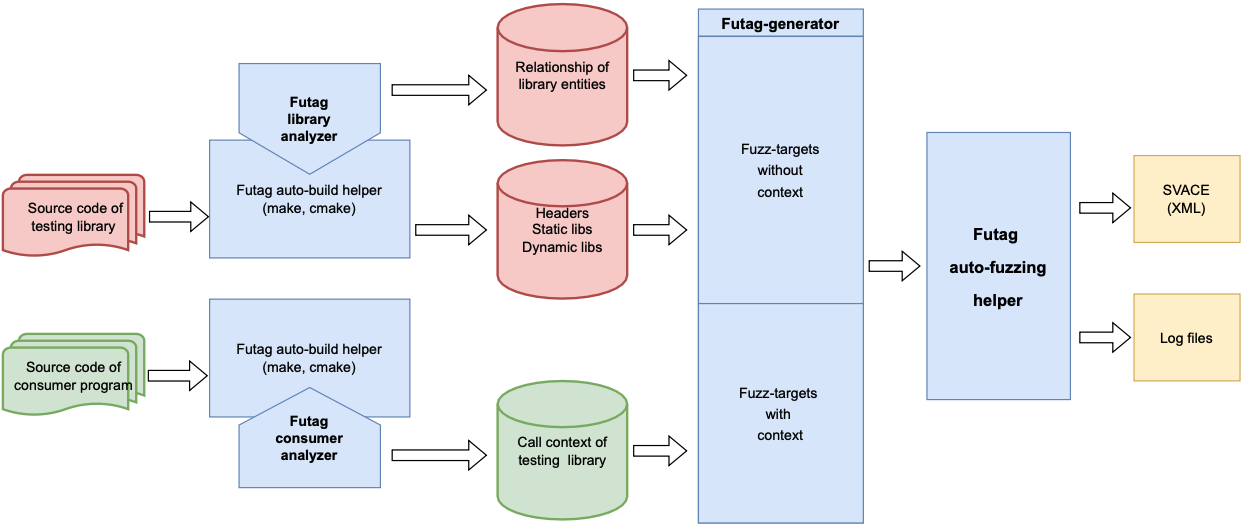 Source code of
testing library
Futag
library
analyzer
Futag auto-build helper
(make, cmake)
Relationship of
library entities
Headers
Static libs
Dynamic libs
Source code of
consumer program
Futag auto-build helper
(make, cmake)
Futag
consumer
analyzer
Call context of
testing library
Futag-generator
Fuzz-targets
without
context
Fuzz-targets
with
context
Futag
auto-fuzzing
helper
SVACE
(XML)
Log files